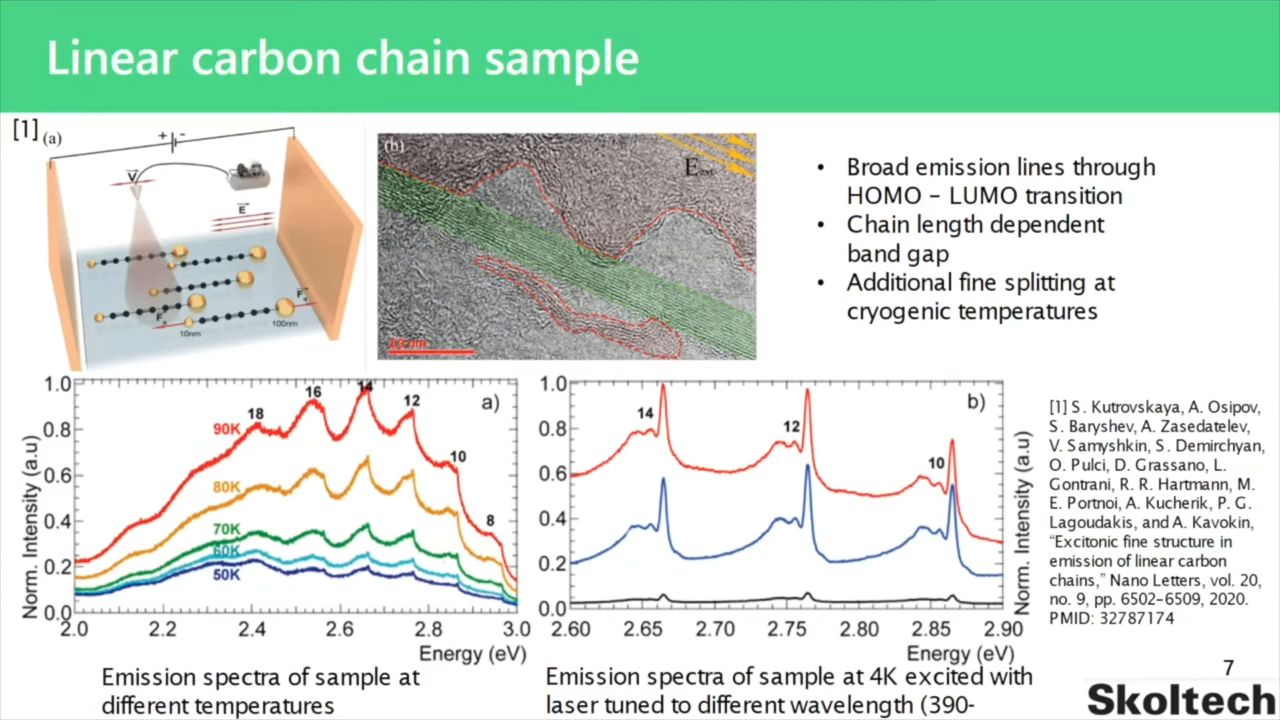 Linear carbon chain sample
[1] (a)
+ -
V
E
F
F
10nm
100nm
(b)
E ext
• Broad emission lines through
HOMO – LUMO transition
• Chain length dependent
band gap
• Additional fine splitting at
cryogenic temperatures
1.0
0.8
0.6
0.4
0.2
0.0
Norm. Intensity (a.u)
a)
18
16
14
12
10
8
90K
80K
70K
60K
50K
2.0 2.2 2.4 2.6 2.8 3.0
Energy (eV)
Emission spectra of sample at
different temperatures
1.0
0.8
0.6
0.4
0.2
0.0
b)
14
12
10
Norm. Intensity (a.u)
2.60 2.65 2.70 2.75 2.80 2.85 2.90
Energy (eV)
Emission spectra of sample at 4K excited with
laser tuned to different wavelength (390-
[1] S. Kutrovskaya, A. Osipov,
S. Baryshev, A. Zasedatelev,
V. Samyshkin, S. Demirchyan,
O. Pulci, D. Grassano, L.
Gontrani, R. R. Hartmann, M.
E. Portnoi, A. Kucherik, P. G.
Lagoudakis, and A. Kavokin,
“Excitonic fine structure in
emission of linear carbon
chains,” Nano Letters, vol. 20,
no. 9, pp. 6502–6509, 2020.
PMID: 32787174
7
Skoltech